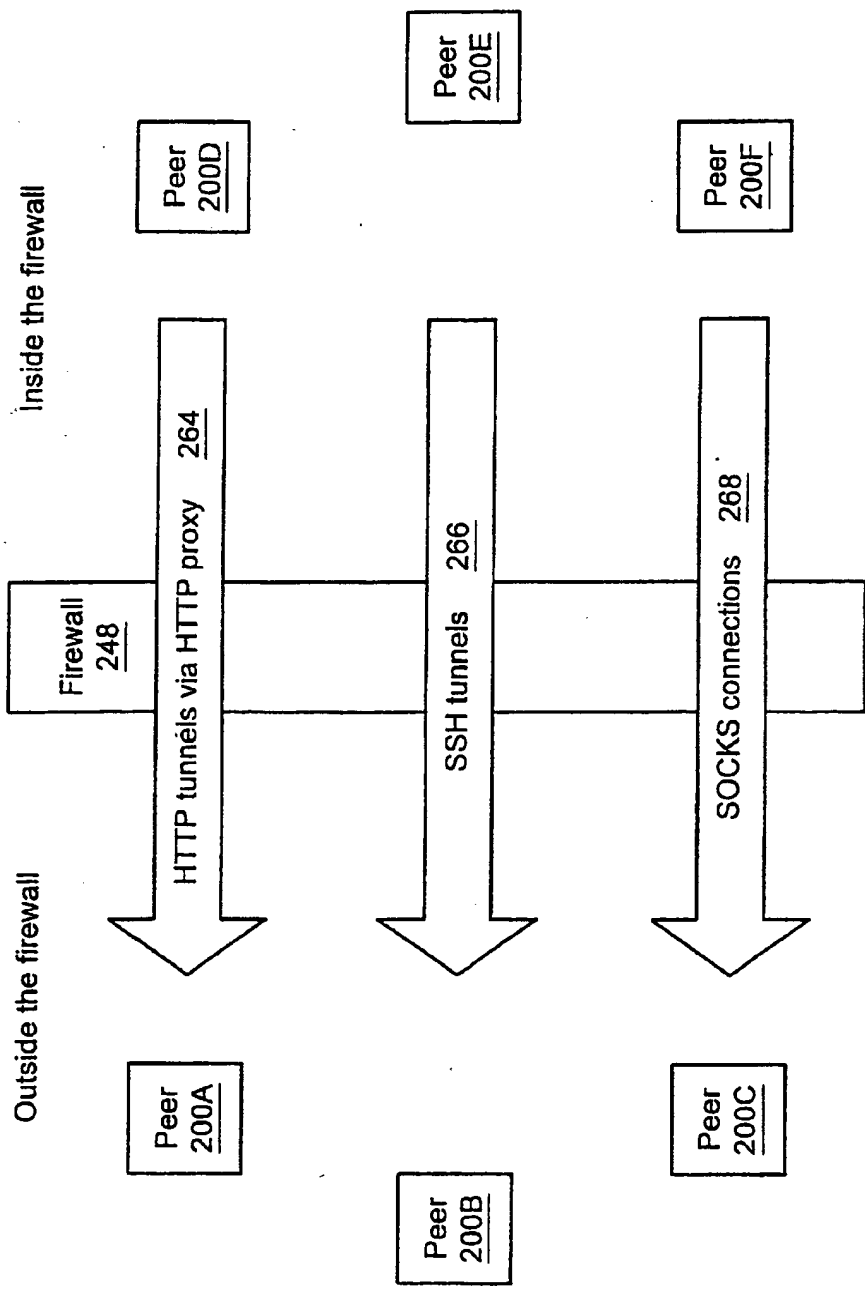 Outside the firewall
Inside the firewall
Peer
200A
Peer
200B
Peer
200C
Firewall
248
HTTP tunnels via HTTP proxy 264
SSH tunnels 266
SOCKS connections 268
Peer
200D
Peer
200E
Peer
200F